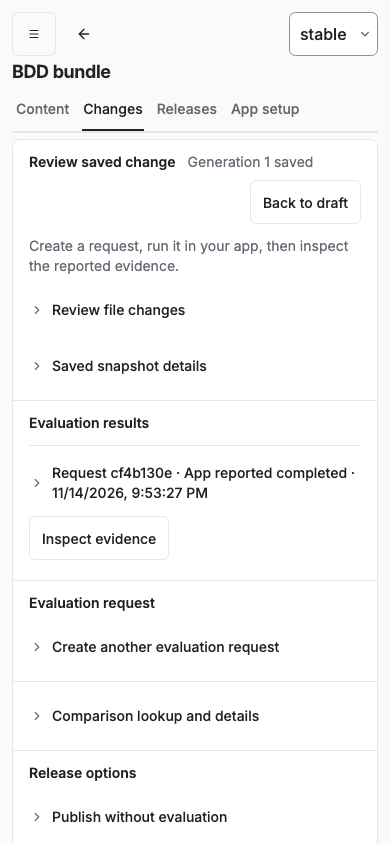 stable
BDD bundle
Content Changes Releases App setup
Review saved change Generation 1 saved
Back to draft
Create a request, run it in your app, then inspect
the reported evidence.
Review file changes
Saved snapshot details
Evaluation results
Request cf4b130e · App reported completed ·
11/14/2026, 9:53:27 PM
Inspect evidence
Evaluation request
Create another evaluation request
Comparison lookup and details
Release options
Publish without evaluation